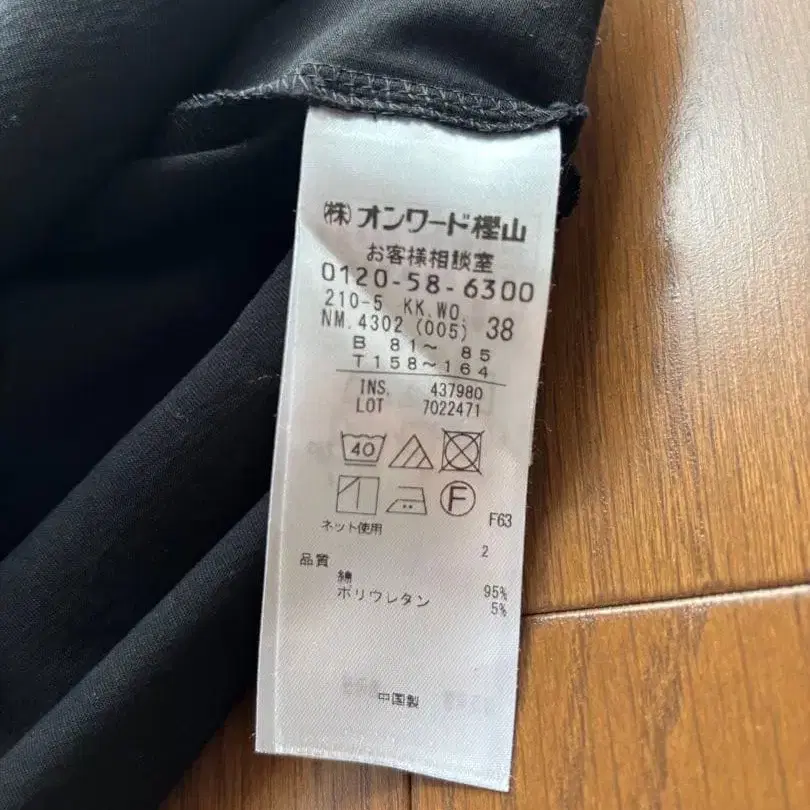 ㈱オンワード樫山
お客様相談室
0120-58-6300
210-5 KK.WO.
NM.4302 (005) 38
B 81〜 85
T158〜164
INS. 437980
LOT 7022471
40
F
F63
ネット使用
2
品質
綿 95%
ポリウレタン 5%
中国製